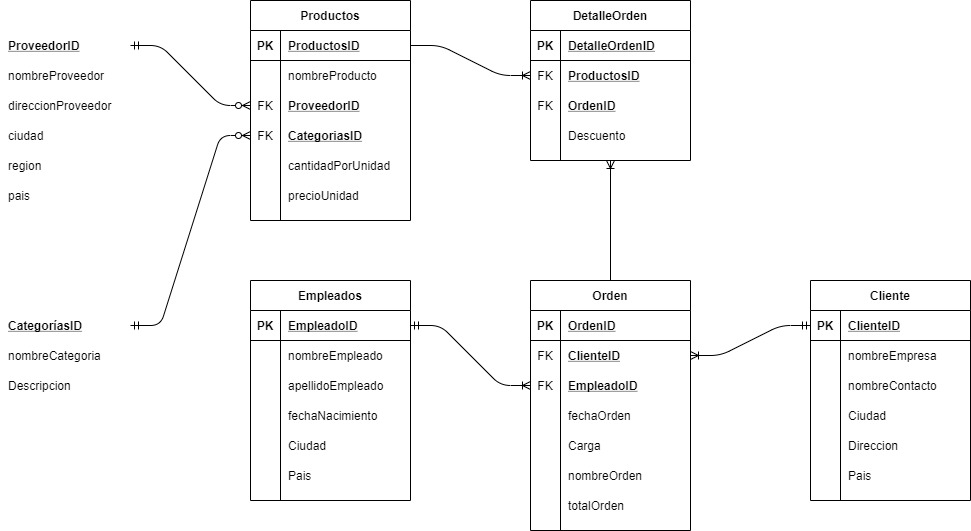 Productos
PK ProductosID
nombreProducto
FK ProveedorID
FK CategoriasID
cantidadPorUnidad
precioUnidad
DetalleOrden
PK DetalleOrdenID
FK ProductosID
FK OrdenID
Descuento
ProveedorID
nombreProveedor
direccionProveedor
ciudad
region
pais
CategoríasID
nombreCategoria
Descripcion
Empleados
PK EmpleadoID
nombreEmpleado
apellidoEmpleado
fechaNacimiento
Ciudad
Pais
Orden
PK OrdenID
FK ClienteID
FK EmpleadoID
fechaOrden
Carga
nombreOrden
totalOrden
Cliente
PK ClienteID
nombreEmpresa
nombreContacto
Ciudad
Direccion
Pais